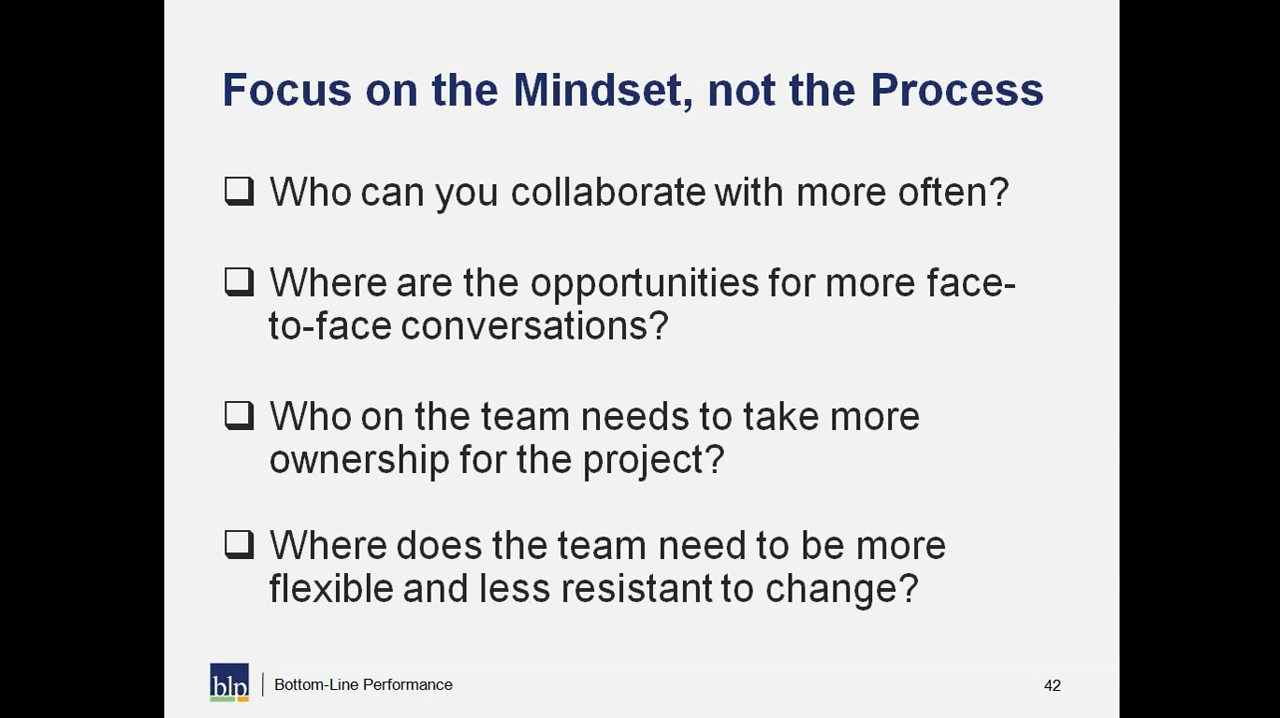 Focus on the Mindset, not the Process
Who can you collaborate with more often?
Where are the opportunities for more face-
to-face conversations?
Who on the team needs to take more
ownership for the project?
Where does the team need to be more
flexible and less resistant to change?
blp Bottom-Line Performance 42